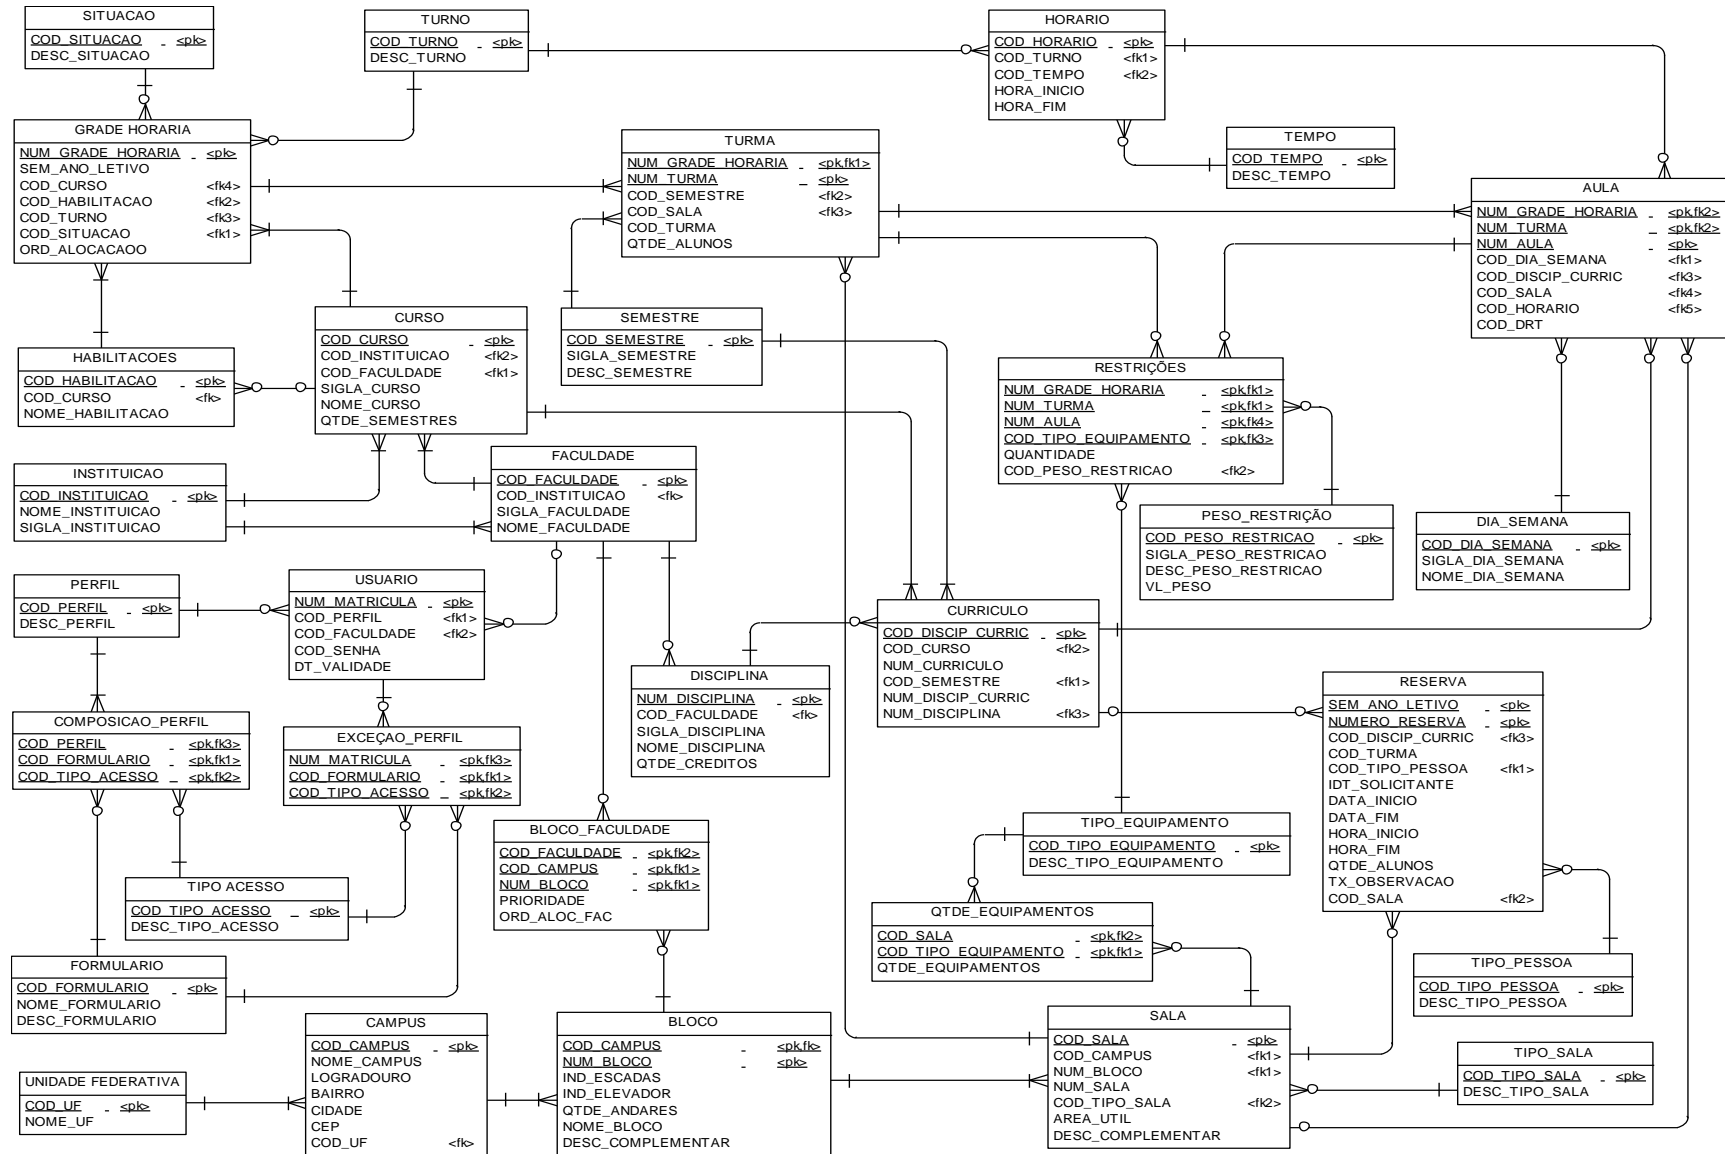 SITUACAO
COD_SITUACAO _ <pk>
DESC_SITUACAO
TURNO
COD_TURNO _ <pk>
DESC_TURNO
HORARIO
COD_HORARIO _ <pk>
COD_TURNO <fk1>
COD_TEMPO <fk2>
HORA_INICIO
HORA_FIM
GRADE HORARIA
NUM_GRADE_HORARIA _ <pk>
SEM_ANO_LETIVO
COD_CURSO <fk4>
COD_HABILITACAO <fk2>
COD_TURNO <fk3>
COD_SITUACAO <fk1>
ORD_ALOCACAOO
TURMA
NUM_GRADE_HORARIA _ <pk,fk1>
NUM_TURMA _ <pk>
COD_SEMESTRE <fk2>
COD_SALA <fk3>
COD_TURMA
QTDE_ALUNOS
TEMPO
COD_TEMPO _ <pk>
DESC_TEMPO
AULA
NUM_GRADE_HORARIA _ <pk,fk2>
NUM_TURMA _ <pk,fk2>
NUM_AULA _ <pk>
COD_DIA_SEMANA <fk1>
COD_DISCIP_CURRIC <fk3>
COD_SALA <fk4>
COD_HORARIO <fk5>
COD_DRT
HABILITACOES
COD_HABILITACAO _ <pk>
COD_CURSO <fk>
NOME_HABILITACAO
CURSO
COD_CURSO _ <pk>
COD_INSTITUICAO <fk2>
COD_FACULDADE <fk1>
SIGLA_CURSO
NOME_CURSO
QTDE_SEMESTRES
SEMESTRE
COD_SEMESTRE _ <pk>
SIGLA_SEMESTRE
DESC_SEMESTRE
RESTRIÇÕES
NUM_GRADE_HORARIA _ <pk,fk1>
NUM_TURMA _ <pk,fk1>
NUM_AULA _ <pk,fk4>
COD_TIPO_EQUIPAMENTO _ <pk,fk3>
QUANTIDADE
COD_PESO_RESTRICAO <fk2>
INSTITUICAO
COD_INSTITUICAO _ <pk>
NOME_INSTITUICAO
SIGLA_INSTITUICAO
FACULDADE
COD_FACULDADE _ <pk>
COD_INSTITUICAO <fk>
SIGLA_FACULDADE
NOME_FACULDADE
PESO_RESTRIÇÃO
COD_PESO_RESTRICAO _ <pk>
SIGLA_PESO_RESTRICAO
DESC_PESO_RESTRICAO
VL_PESO
DIA_SEMANA
COD_DIA_SEMANA _ <pk>
SIGLA_DIA_SEMANA
NOME_DIA_SEMANA
PERFIL
COD_PERFIL _ <pk>
DESC_PERFIL
USUARIO
NUM_MATRICULA _ <pk>
COD_PERFIL <fk1>
COD_FACULDADE <fk2>
COD_SENHA
DT_VALIDADE
CURRICULO
COD_DISCIP_CURRIC _ <pk>
COD_CURSO <fk2>
NUM_CURRICULO
COD_SEMESTRE <fk1>
NUM_DISCIP_CURRIC
NUM_DISCIPLINA <fk3>
DISCIPLINA
NUM_DISCIPLINA _ <pk>
COD_FACULDADE <fk>
SIGLA_DISCIPLINA
NOME_DISCIPLINA
QTDE_CREDITOS
RESERVA
SEM_ANO_LETIVO _ <pk>
NUMERO_RESERVA _ <pk>
COD_DISCIP_CURRIC <fk3>
COD_TURMA
COD_TIPO_PESSOA <fk1>
IDT_SOLICITANTE
DATA_INICIO
DATA_FIM
HORA_INICIO
HORA_FIM
QTDE_ALUNOS
TX_OBSERVACAO
COD_SALA <fk2>
COMPOSICAO_PERFIL
COD_PERFIL _ <pk,fk3>
COD_FORMULARIO _ <pk,fk1>
COD_TIPO_ACESSO _ <pk,fk2>
EXCEÇAO_PERFIL
NUM_MATRICULA _ <pk,fk3>
COD_FORMULARIO _ <pk,fk1>
COD_TIPO_ACESSO _ <pk,fk2>
BLOCO_FACULDADE
COD_FACULDADE _ <pk,fk2>
COD_CAMPUS _ <pk,fk1>
NUM_BLOCO _ <pk,fk1>
PRIORIDADE
ORD_ALOC_FAC
TIPO_EQUIPAMENTO
COD_TIPO_EQUIPAMENTO _ <pk>
DESC_TIPO_EQUIPAMENTO
TIPO ACESSO
COD_TIPO_ACESSO _ <pk>
DESC_TIPO_ACESSO
QTDE_EQUIPAMENTOS
COD_SALA _ <pk,fk2>
COD_TIPO_EQUIPAMENTO _ <pk,fk1>
QTDE_EQUIPAMENTOS
FORMULARIO
COD_FORMULARIO _ <pk>
NOME_FORMULARIO
DESC_FORMULARIO
TIPO_PESSOA
COD_TIPO_PESSOA _ <pk>
DESC_TIPO_PESSOA
UNIDADE FEDERATIVA
COD_UF _ <pk>
NOME_UF
CAMPUS
COD_CAMPUS _ <pk>
NOME_CAMPUS
LOGRADOURO
BAIRRO
CIDADE
CEP
COD_UF <fk>
BLOCO
COD_CAMPUS _ <pk,fk>
NUM_BLOCO _ <pk>
IND_ESCADAS
IND_ELEVADOR
QTDE_ANDARES
NOME_BLOCO
DESC_COMPLEMENTAR
SALA
COD_SALA _ <pk>
COD_CAMPUS <fk1>
NUM_BLOCO <fk1>
NUM_SALA
COD_TIPO_SALA <fk2>
AREA_UTIL
DESC_COMPLEMENTAR
TIPO_SALA
COD_TIPO_SALA _ <pk>
DESC_TIPO_SALA